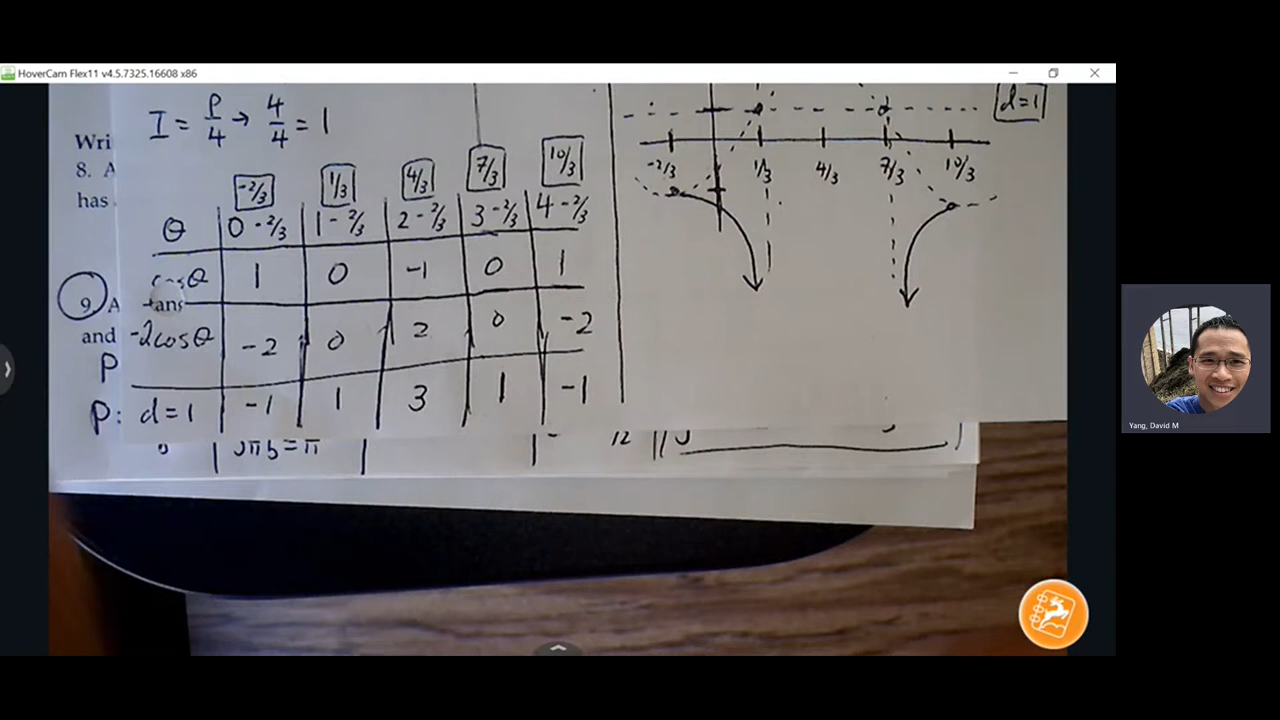 HoverCam Flex11 v4.5.7325.16608 x86
I = P/4 → 4/4 = 1
d=1
Wri
8. A
has
-2/3 1/3 4/3 7/3 10/3
-2/3 1/3 4/3 7/3 10/3
θ 0-2/3 1-2/3 2-2/3 3-2/3 4-2/3
cosθ 1 0 -1 0 1
9. A
trans
and
-2cosθ -2 0 2 0 -2
P
P: d=1 -1 1 3 1 -1
12
Yang, David M